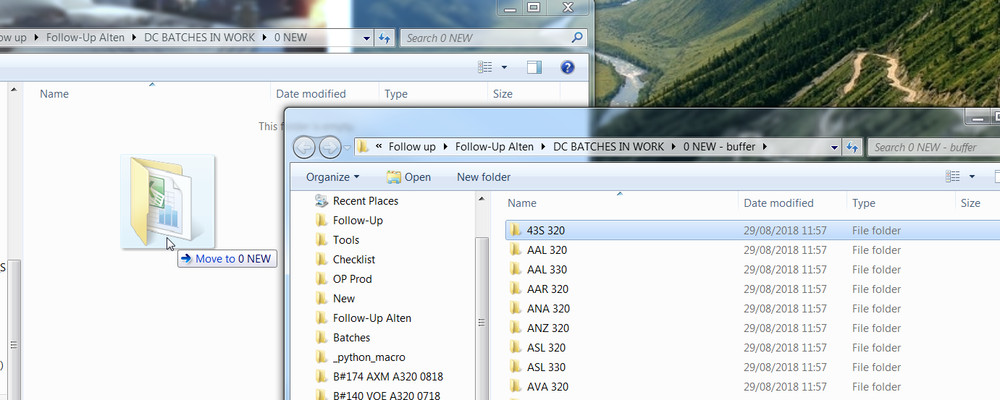 ow up Follow-Up Alten DC BATCHES IN WORK 0 NEW
Search 0 NEW
Name Date modified Type Size
This f
Move to 0 NEW
S
)
« Follow up Follow-Up Alten DC BATCHES IN WORK 0 NEW - buffer
Search 0 NEW - buffer
Organize Open New folder
Recent Places
Follow-Up
Tools
Checklist
OP Prod
New
Follow-Up Alten
Batches
_python_macro
B#174 AXM A320 0818
B#140 VOE A320 0718
Name Date modified Type Size
43S 320 29/08/2018 11:57 File folder
AAL 320 29/08/2018 11:57 File folder
AAL 330 29/08/2018 11:57 File folder
AAR 320 29/08/2018 11:57 File folder
ANA 320 29/08/2018 11:57 File folder
ANZ 320 29/08/2018 11:57 File folder
ASL 320 29/08/2018 11:57 File folder
ASL 330 29/08/2018 11:57 File folder
AVA 320 29/08/2018 11:57 File folder